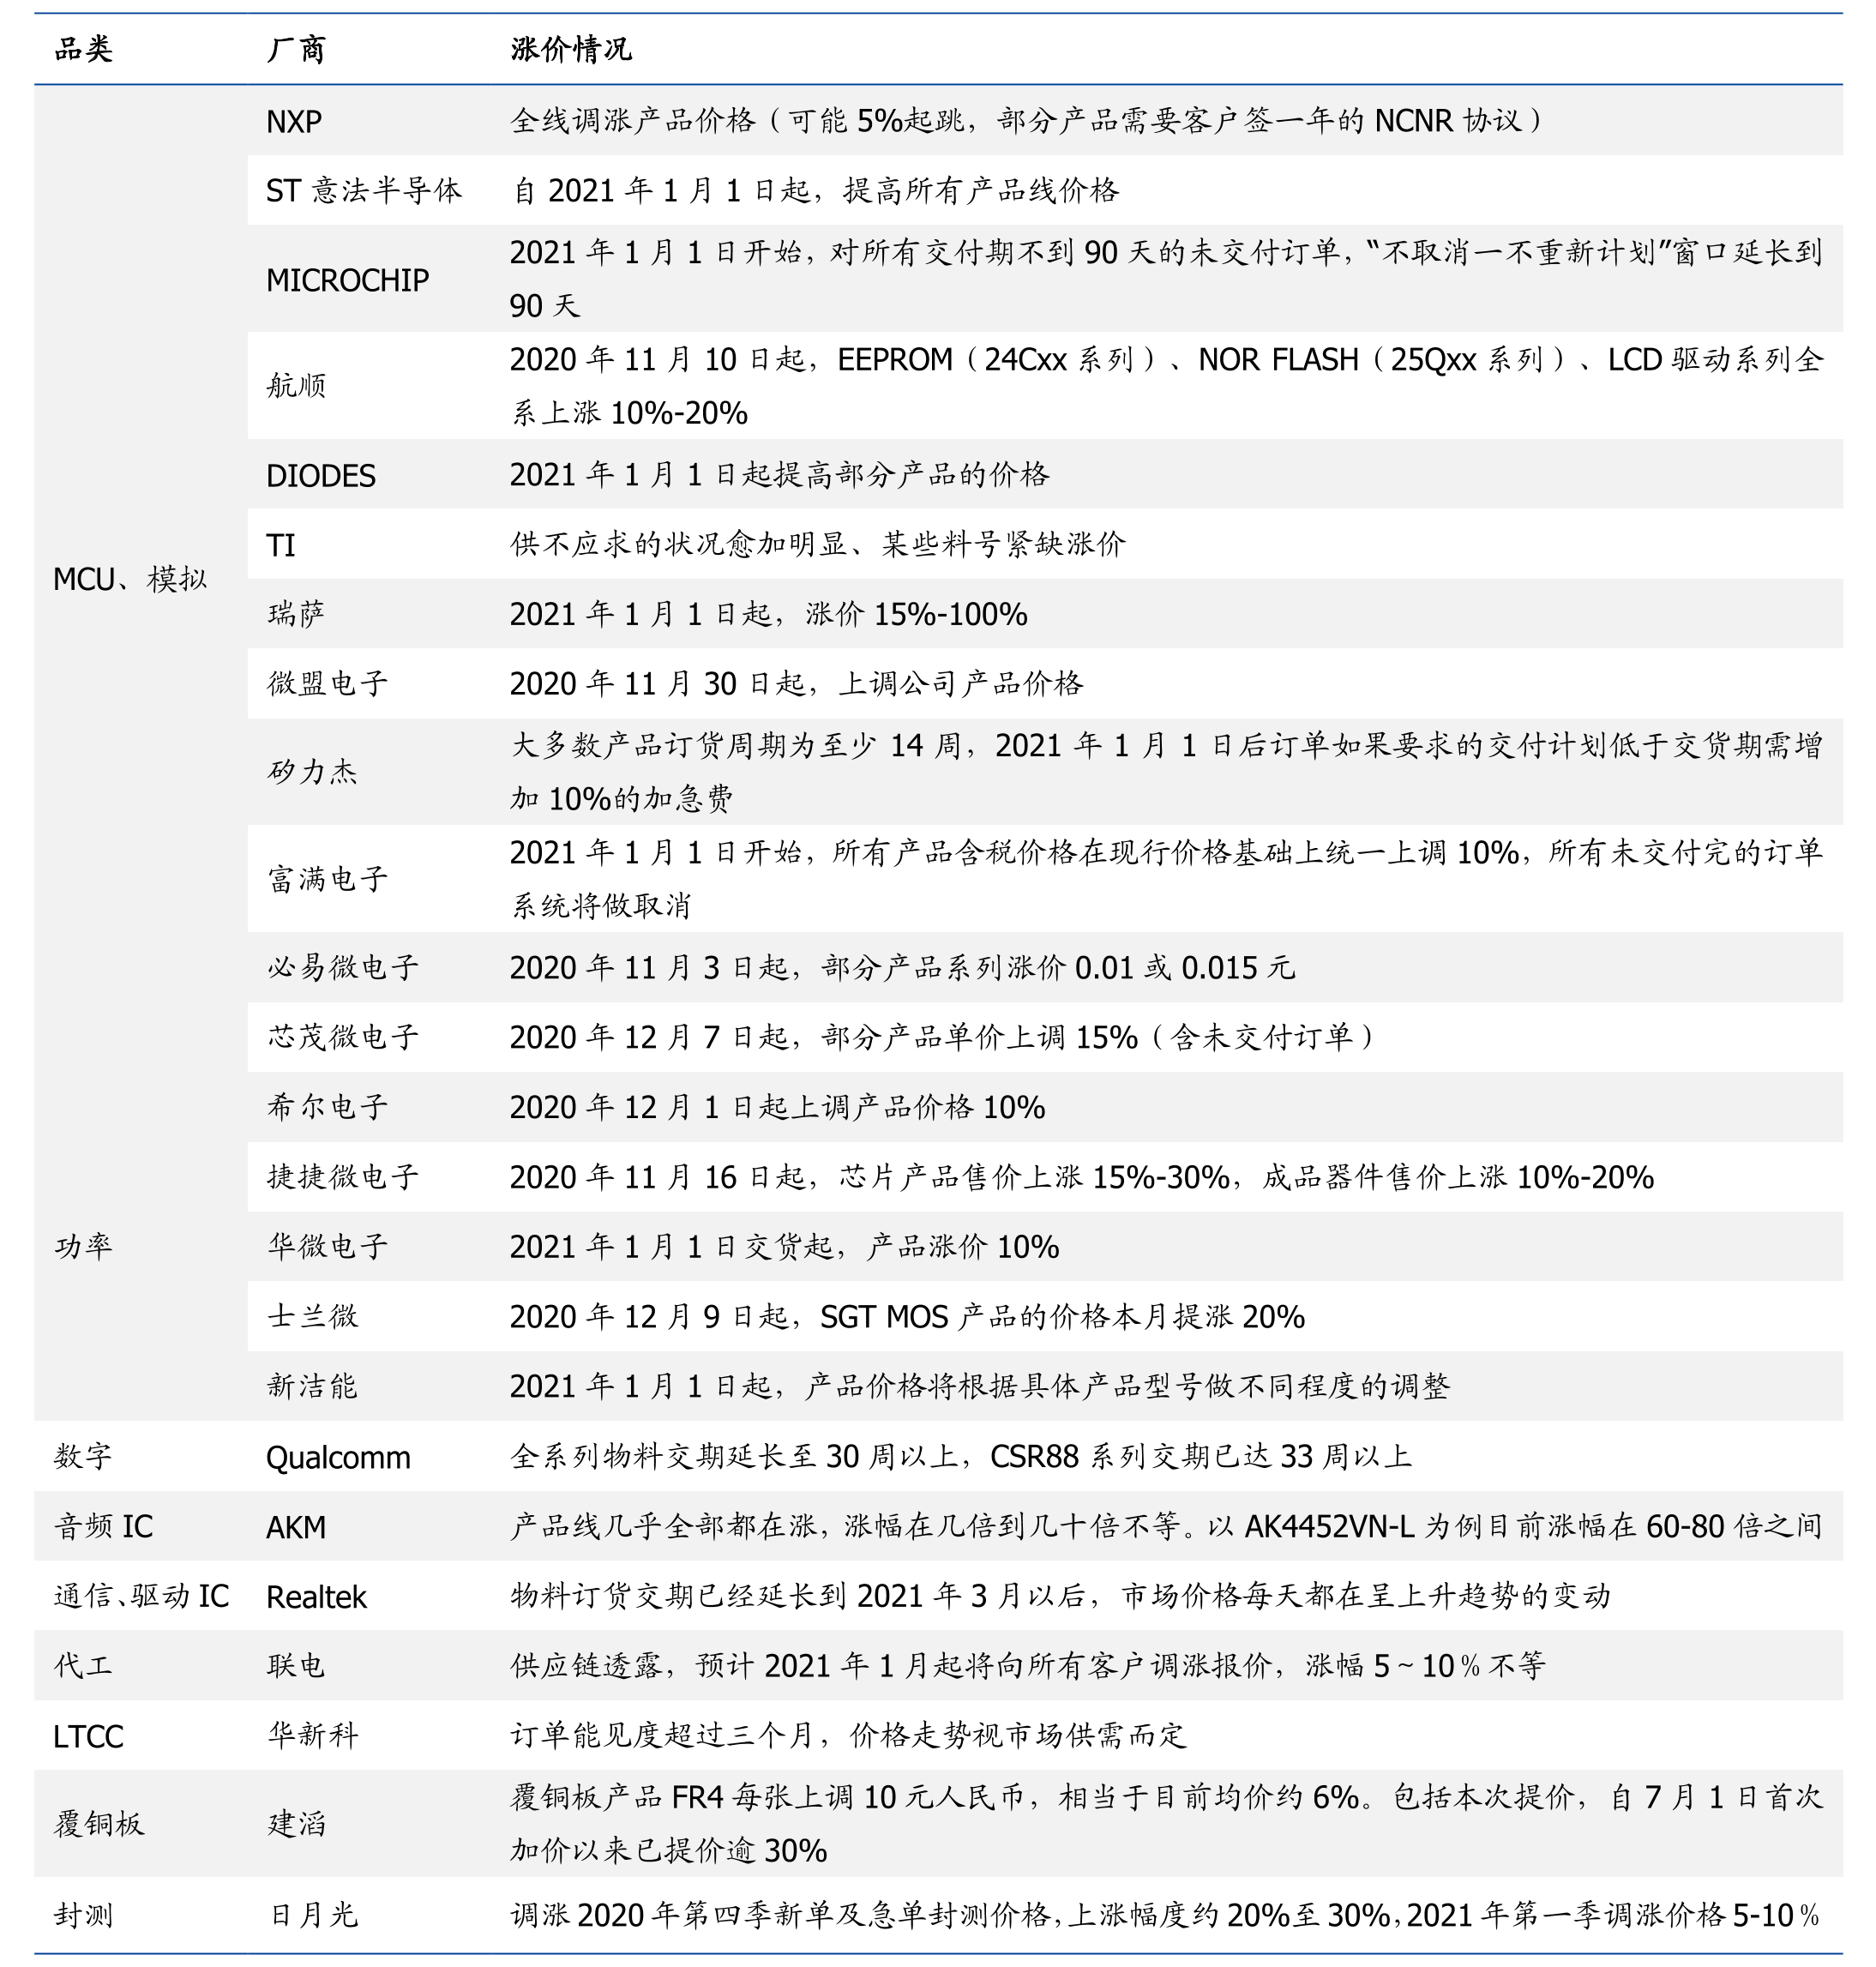 品类 厂商 涨价情况
NXP 全线调涨产品价格（可能 5%起跳，部分产品需要客户签一年的 NCNR 协议）
ST 意法半导体 自 2021 年 1 月 1 日起，提高所有产品线价格
MICROCHIP 2021 年 1 月 1 日开始，对所有交付期不到 90 天的未交付订单，“不取消一不重新计划”窗口延长到
90 天
航顺 2020 年 11 月 10 日起，EEPROM（24Cxx 系列）、NOR FLASH（25Qxx 系列）、LCD 驱动系列全
系上涨 10%-20%
DIODES 2021 年 1 月 1 日起提高部分产品的价格
TI 供不应求的状况愈加明显、某些料号紧缺涨价
MCU、模拟
瑞萨 2021 年 1 月 1 日起，涨价 15%-100%
微盟电子 2020 年 11 月 30 日起，上调公司产品价格
矽力杰 大多数产品订货周期为至少 14 周，2021 年 1 月 1 日后订单如果要求的交付计划低于交货期需增
加 10%的加急费
富满电子 2021 年 1 月 1 日开始，所有产品含税价格在现行价格基础上统一上调 10%，所有未交付完的订单
系统将做取消
必易微电子 2020 年 11 月 3 日起，部分产品系列涨价 0.01 或 0.015 元
芯茂微电子 2020 年 12 月 7 日起，部分产品单价上调 15%（含未交付订单）
希尔电子 2020 年 12 月 1 日起上调产品价格 10%
捷捷微电子 2020 年 11 月 16 日起，芯片产品售价上涨 15%-30%，成品器件售价上涨 10%-20%
功率 华微电子 2021 年 1 月 1 日交货起，产品涨价 10%
士兰微 2020 年 12 月 9 日起，SGT MOS 产品的价格本月提涨 20%
新洁能 2021 年 1 月 1 日起，产品价格将根据具体产品型号做不同程度的调整
数字 Qualcomm 全系列物料交期延长至 30 周以上，CSR88 系列交期已达 33 周以上
音频 IC AKM 产品线几乎全部都在涨，涨幅在几倍到几十倍不等。以 AK4452VN-L 为例目前涨幅在 60-80 倍之间
通信、驱动 IC Realtek 物料订货交期已经延长到 2021 年 3 月以后，市场价格每天都在呈上升趋势的变动
代工 联电 供应链透露，预计 2021 年 1 月起将向所有客户调涨报价，涨幅 5～10％不等
LTCC 华新科 订单能见度超过三个月，价格走势视市场供需而定
覆铜板 建滔 覆铜板产品 FR4 每张上调 10 元人民币，相当于目前均价约 6%。包括本次提价，自 7 月 1 日首次
加价以来已提价逾 30%
封测 日月光 调涨 2020 年第四季新单及急单封测价格，上涨幅度约 20%至 30%，2021 年第一季调涨价格 5-10％